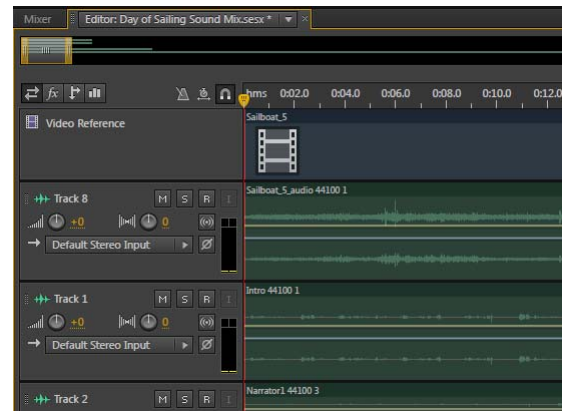 Mixer Editor: Day of Sailing Sound Mix.sesx *
fx
hms 0:02.0 0:04.0 0:06.0 0:08.0 0:10.0 0:12.0
Video Reference
Sailboat_5
Track 8 M S R I
Sailboat_5_audio 44100 1
+0 0
Default Stereo Input
Track 1 M S R I
Intro 44100 1
+0 0
Default Stereo Input
Track 2 M S R I
Narrator1 44100 3